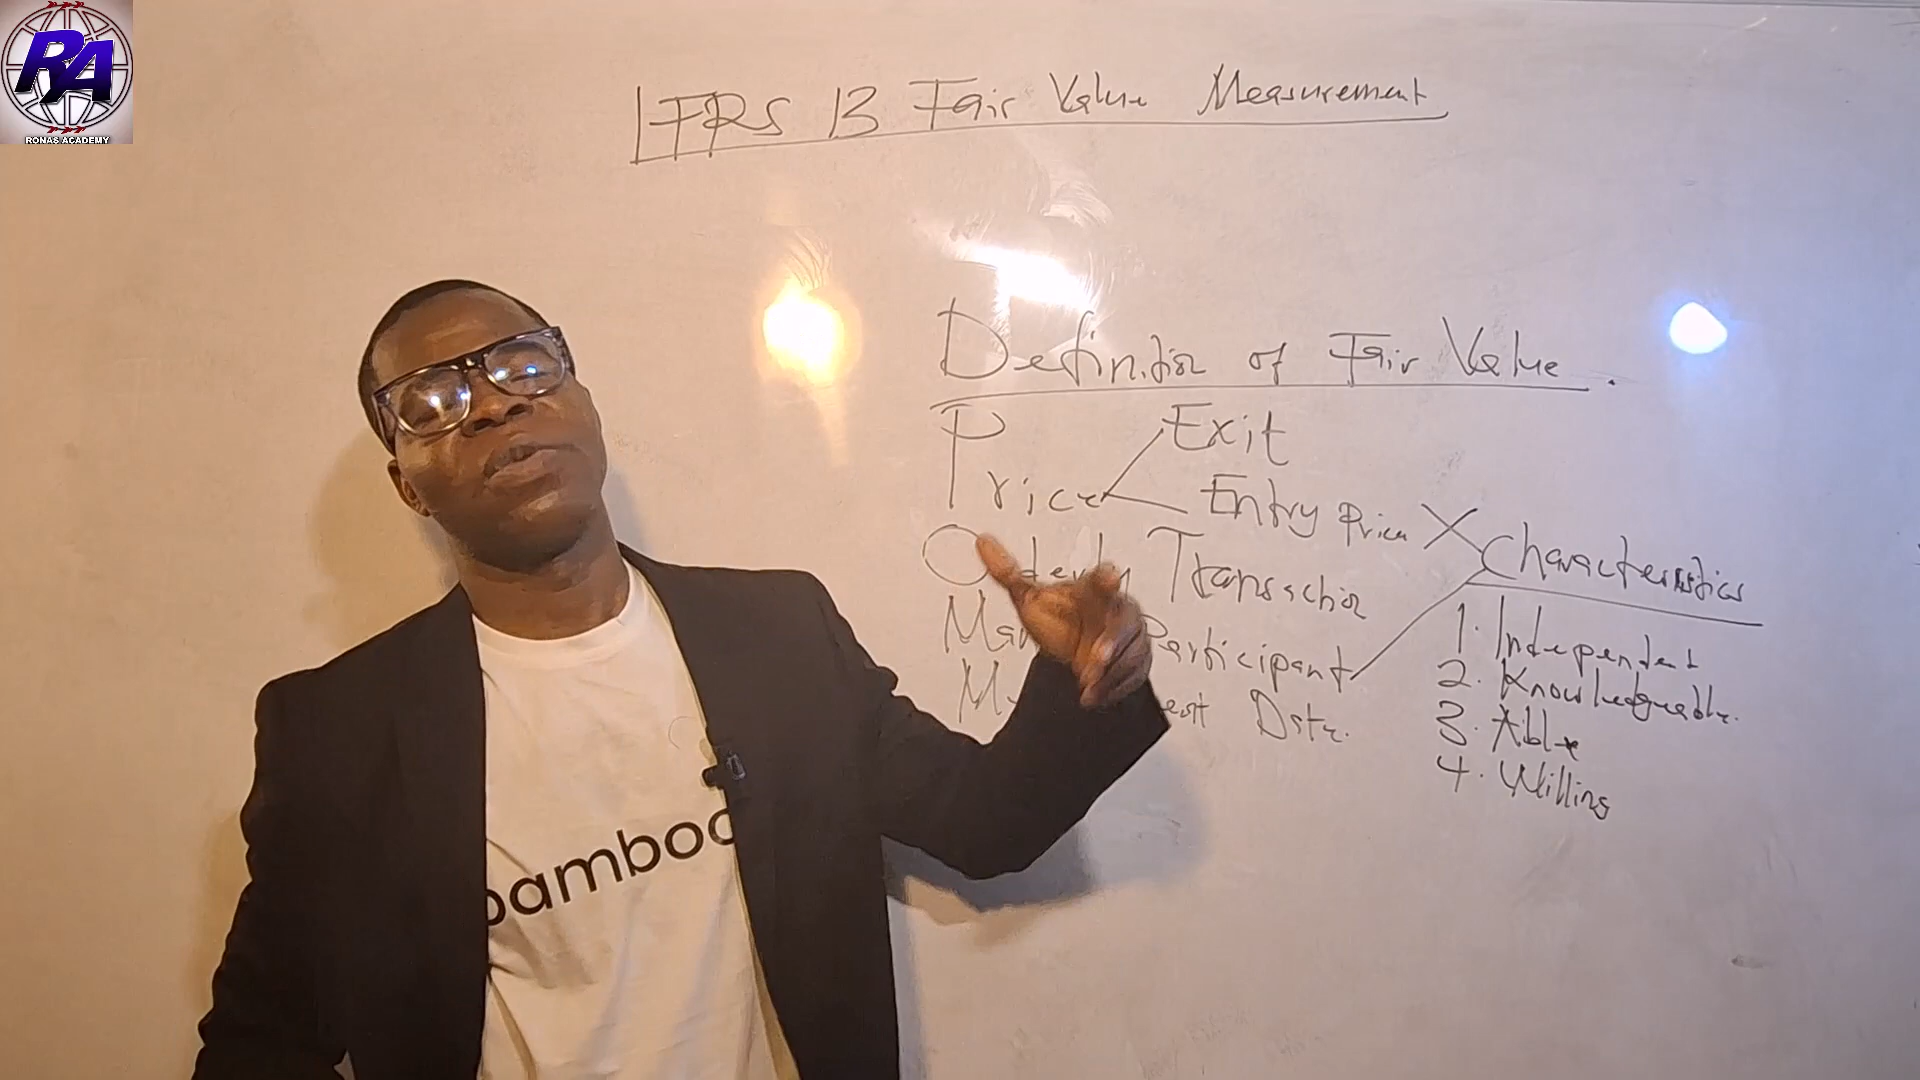 RA
RONAS ACADEMY
IFRS 13 Fair Value Measurement
Definition of Fair Value.
Price Exit
Entry Price X
Orderly Transaction
Participant
Date.
Characteristics
1. Independent
2. Knowledgeable.
3. Able
4. Willing
bamboo